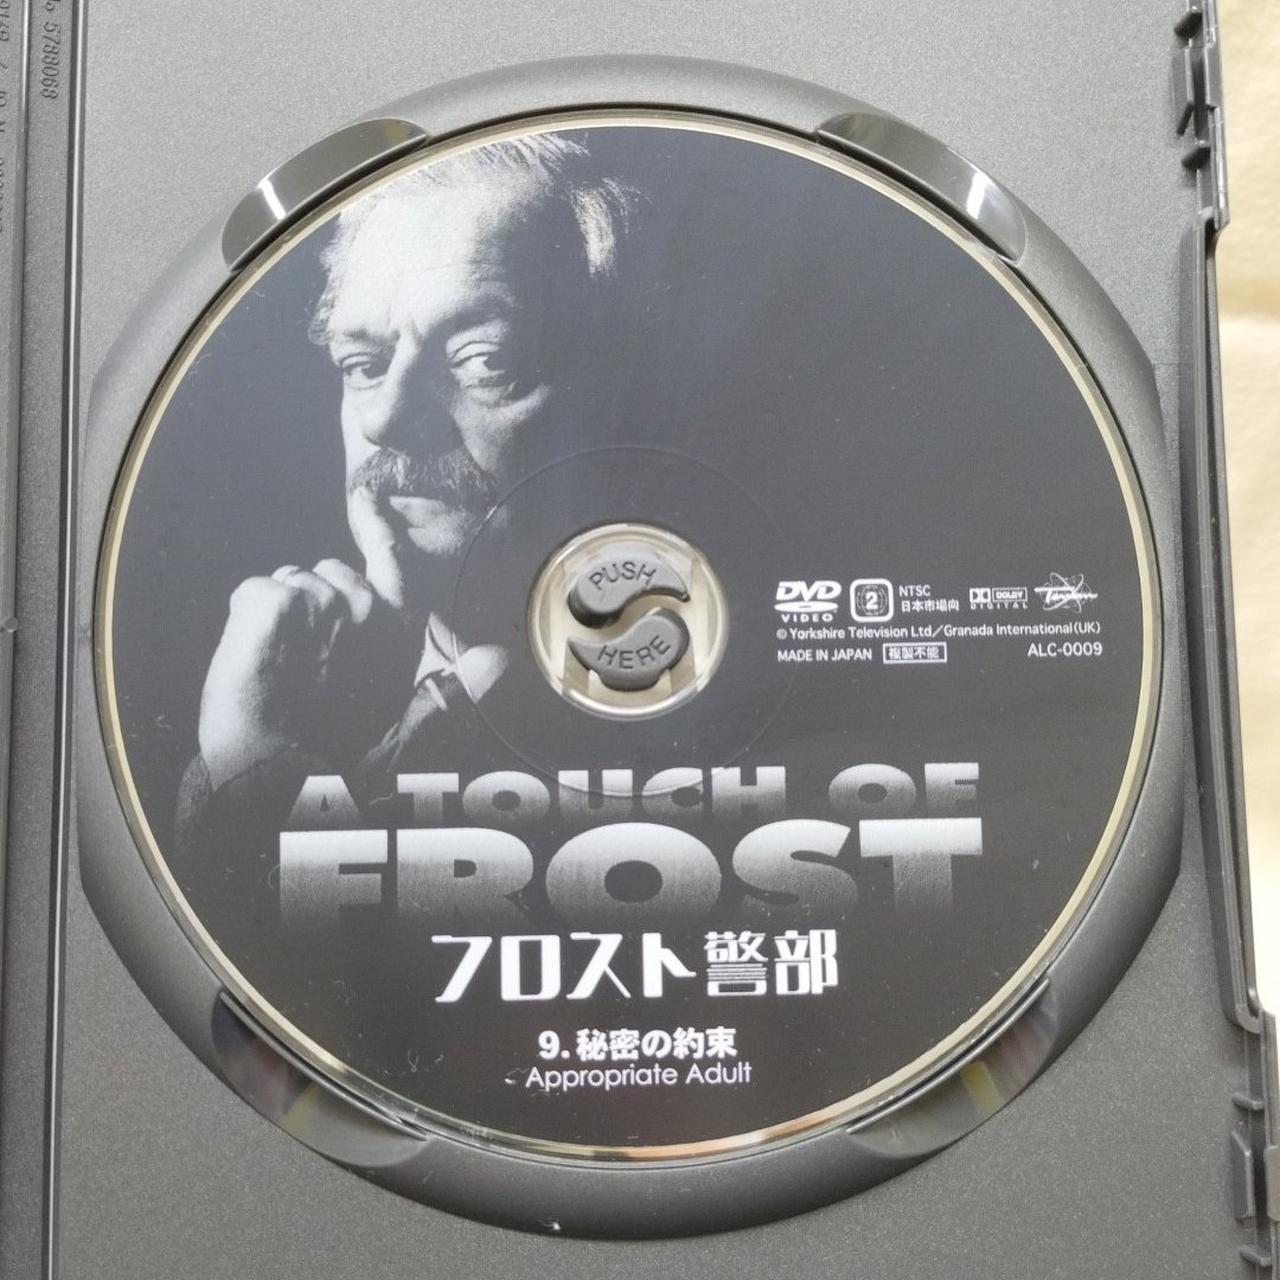 5788068
PUSH
HERE
DVD VIDEO 2 NTSC 日本市場向 DOLBY DIGITAL
© Yorkshire Television Ltd／Granada International(UK)
MADE IN JAPAN 複製不能 ALC-0009
A TOUCH OF
FROST
フロスト警部
9. 秘密の約束
Appropriate Adult